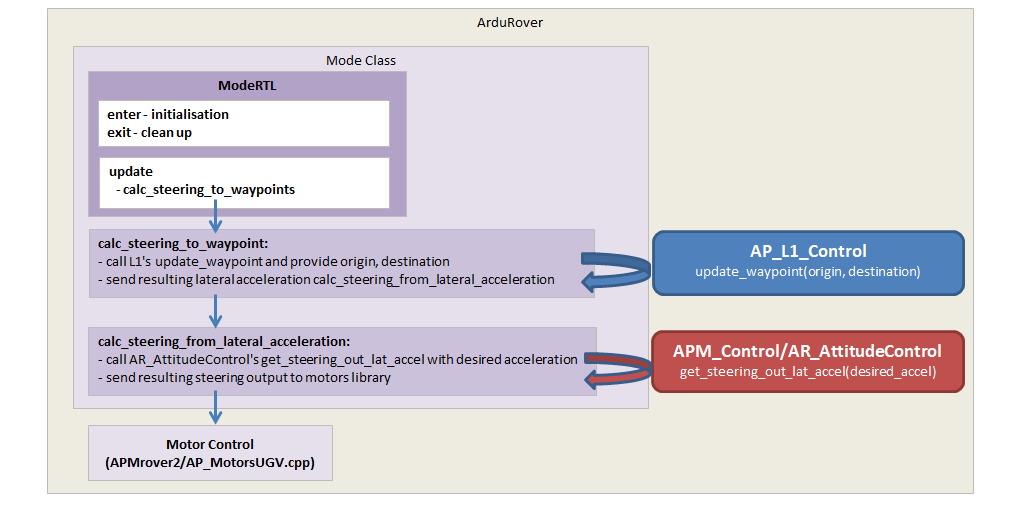 ArduRover
Mode Class
ModeRTL
enter - initialisation
exit - clean up
update
- calc_steering_to_waypoints
calc_steering_to_waypoint:
- call L1's update_waypoint and provide origin, destination
- send resulting lateral acceleration calc_steering_from_lateral_acceleration
AP_L1_Control
update_waypoint(origin, destination)
calc_steering_from_lateral_acceleration:
- call AR_AttitudeControl's get_steering_out_lat_accel with desired acceleration
- send resulting steering output to motors library
APM_Control/AR_AttitudeControl
get_steering_out_lat_accel(desired_accel)
Motor Control
(APMrover2/AP_MotorsUGV.cpp)